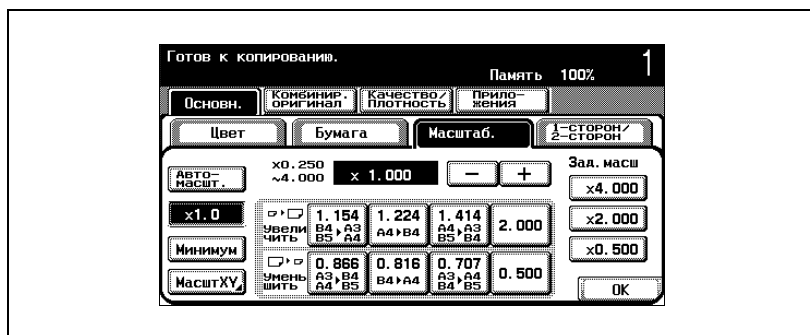 Готов к копированию.
1
Память 100%
Основн. Комбинир. оригинал Качество/ плотность Прило- жения
Цвет Бумага Масштаб. 1-сторон/ 2-сторон
Авто- масшт.
x0.250 ~4.000
x 1.000
− +
Зад. масш
x4.000
x1.0
Увели чить
1.154 B4▸A3 B5▸A4
1.224 A4▸B4
1.414 A4▸A3 B5▸B4
2.000
x2.000
Минимум
x0.500
Умень шить
0.866 A3▸B4 A4▸B5
0.816 B4▸A4
0.707 A3▸A4 B4▸B5
0.500
МасштXY
OK